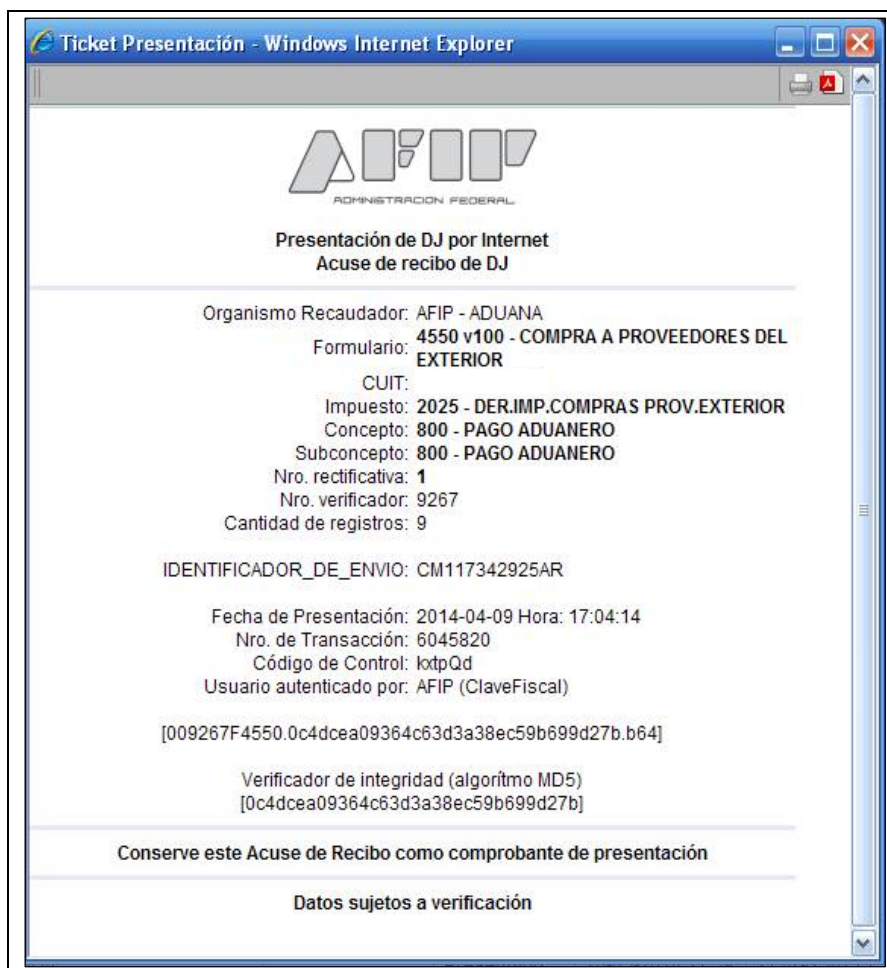 Ticket Presentación - Windows Internet Explorer
AFIP
ADMINISTRACION FEDERAL
Presentación de DJ por Internet
Acuse de recibo de DJ
Organismo Recaudador: AFIP - ADUANA
Formulario: 4550 v100 - COMPRA A PROVEEDORES DEL
EXTERIOR
CUIT:
Impuesto: 2025 - DER.IMP.COMPRAS PROV.EXTERIOR
Concepto: 800 - PAGO ADUANERO
Subconcepto: 800 - PAGO ADUANERO
Nro. rectificativa: 1
Nro. verificador: 9267
Cantidad de registros: 9
IDENTIFICADOR_DE_ENVIO: CM117342925AR
Fecha de Presentación: 2014-04-09 Hora: 17:04:14
Nro. de Transacción: 6045820
Código de Control: kxtpQd
Usuario autenticado por: AFIP (ClaveFiscal)
[009267F4550.0c4dcea09364c63d3a38ec59b699d27b.b64]
Verificador de integridad (algorítmo MD5)
[0c4dcea09364c63d3a38ec59b699d27b]
Conserve este Acuse de Recibo como comprobante de presentación
Datos sujetos a verificación